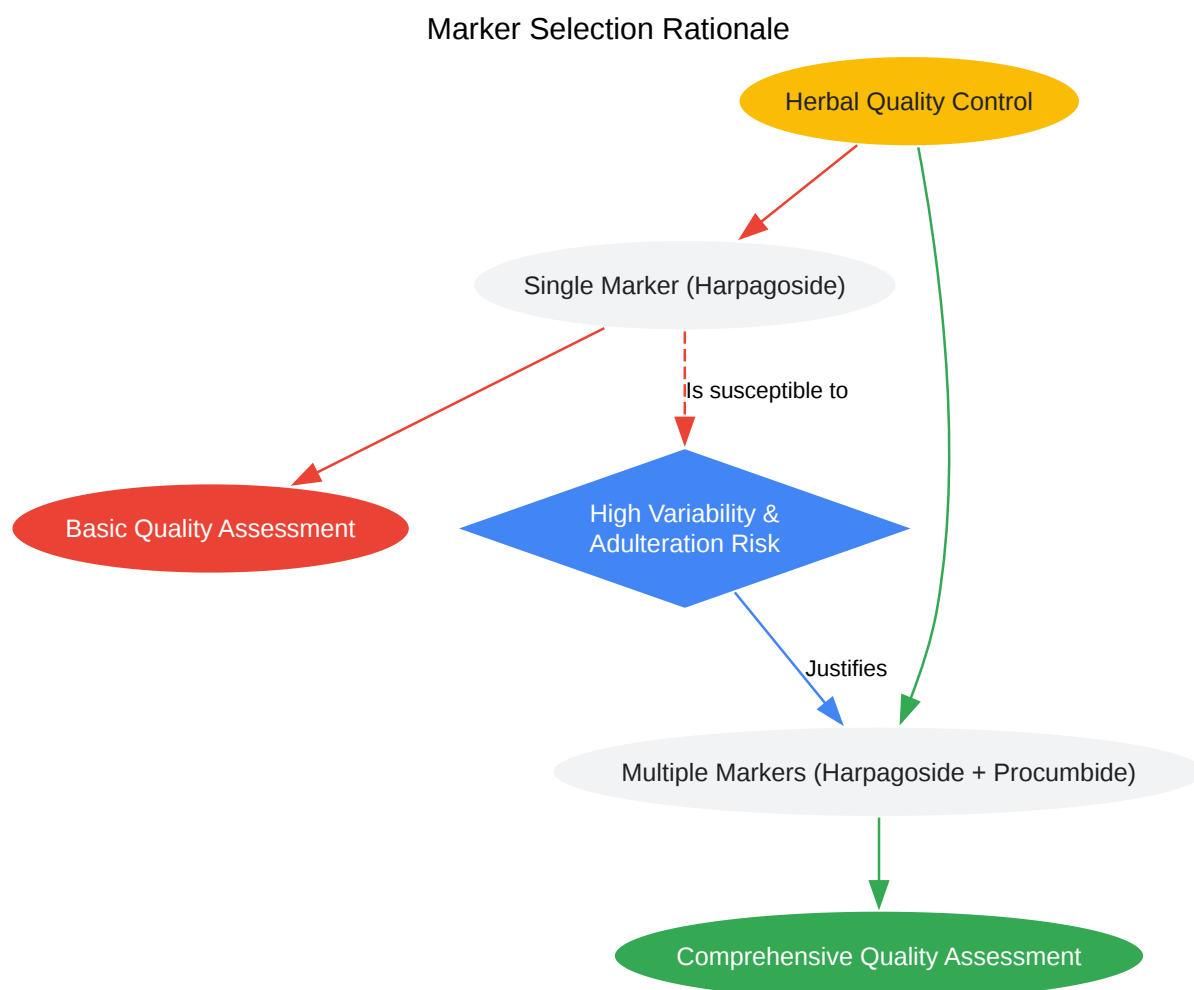 Marker Selection Rationale
Herbal Quality Control
Single Marker (Harpagoside)
Is susceptible to
Basic Quality Assessment
High Variability &
Adulteration Risk
Justifies
Multiple Markers (Harpagoside + Procumbide)
Comprehensive Quality Assessment